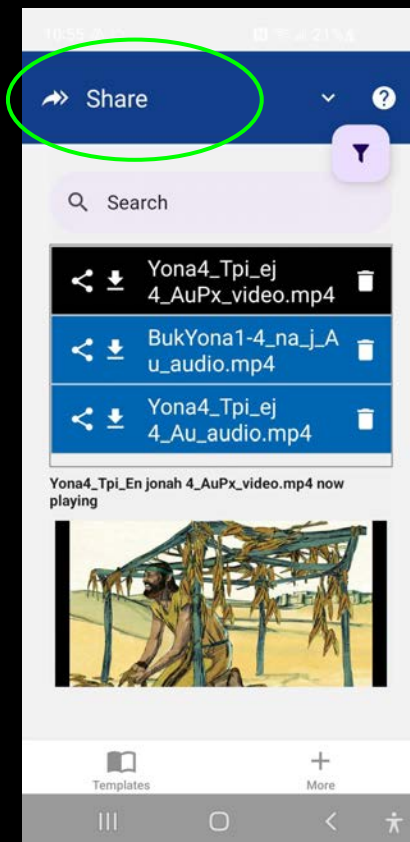 Share
Search
Yona4_Tpi_ej
4_AuPx_video.mp4
BukYona1-4_na_j_A
u_audio.mp4
Yona4_Tpi_ej
4_Au_audio.mp4
Yona4_Tpi_En jonah 4_AuPx_video.mp4 now
playing
Templates
More